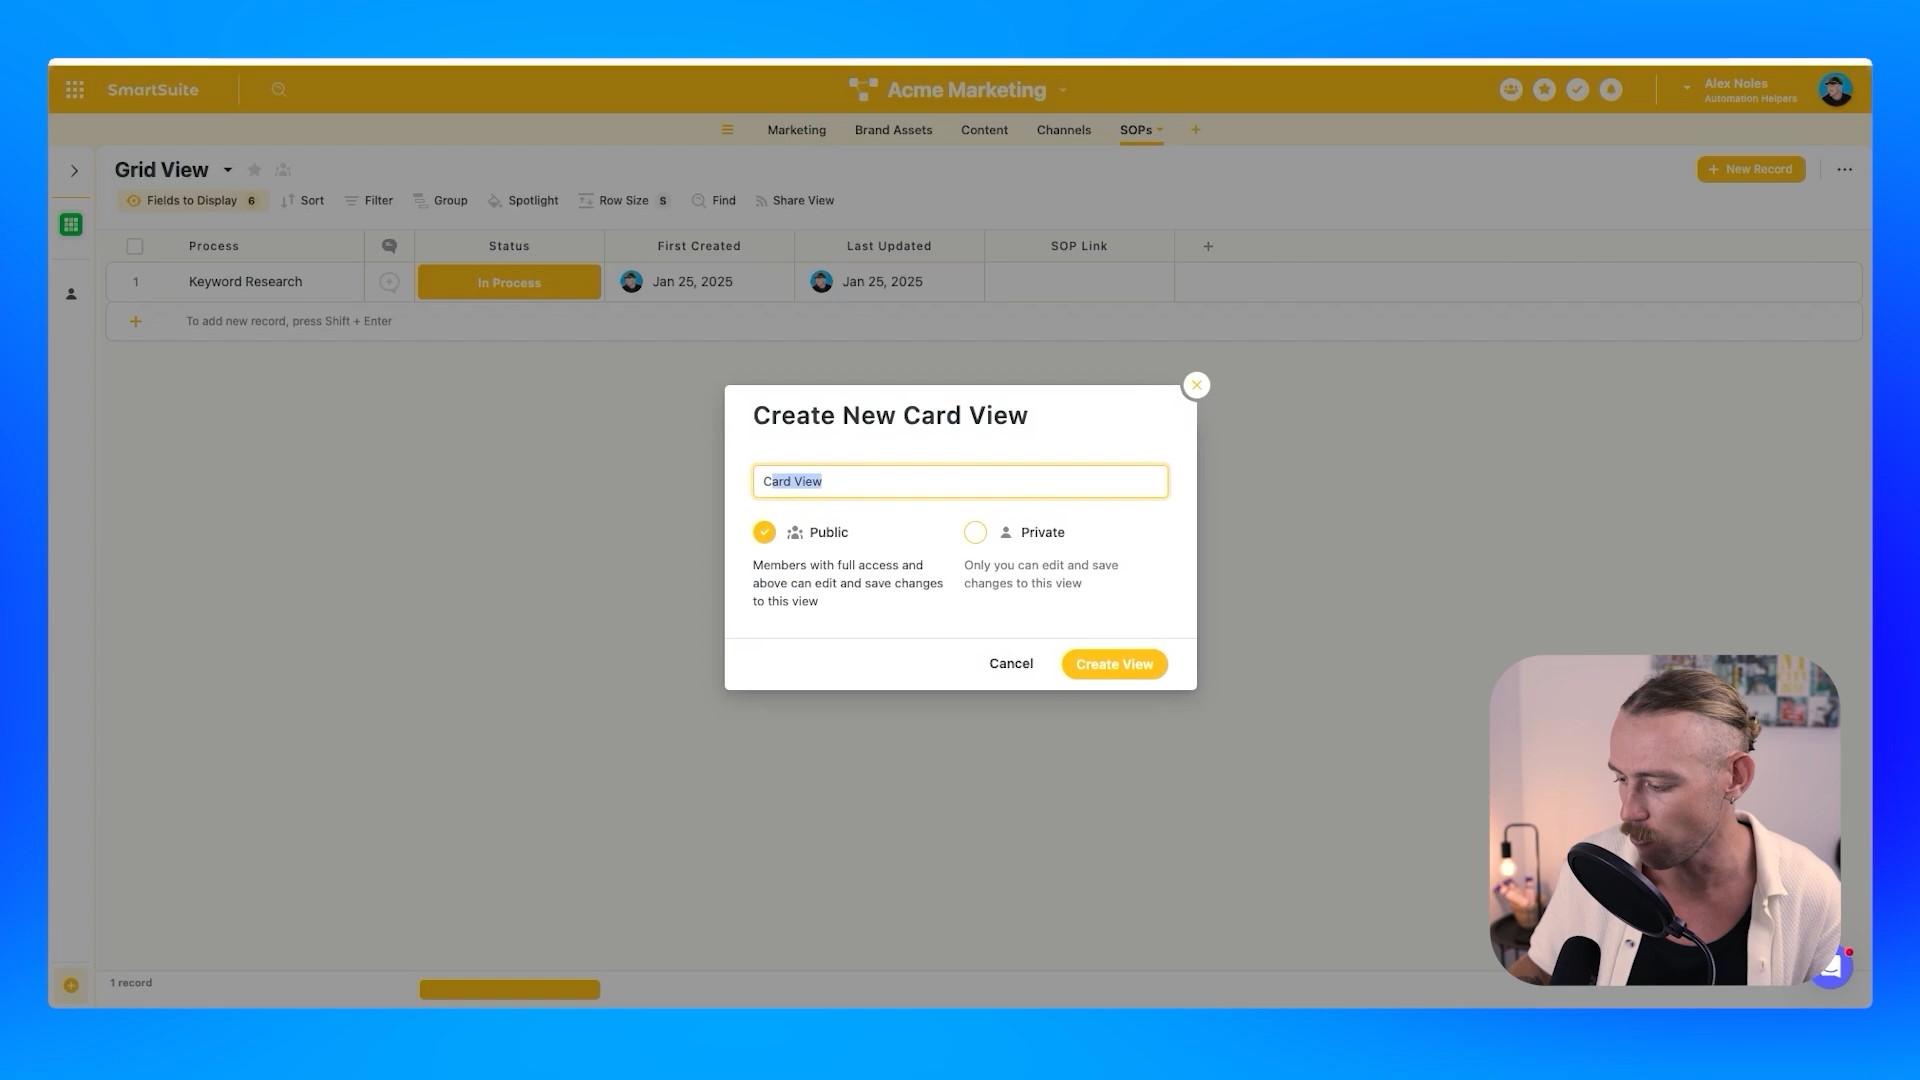 SmartSuite
Acme Marketing
Alex Noles
Automation Helpers
Marketing
Brand Assets
Content
Channels
SOPs
Grid View
New Record
Fields to Display 6
Sort
Filter
Group
Spotlight
Row Size S
Find
Share View
Process
Status
First Created
Last Updated
SOP Link
1
Keyword Research
In Process
Jan 25, 2025
Jan 25, 2025
To add new record, press Shift + Enter
Create New Card View
Card View
Public
Members with full access and
above can edit and save changes
to this view
Private
Only you can edit and save
changes to this view
Cancel
Create View
1 record